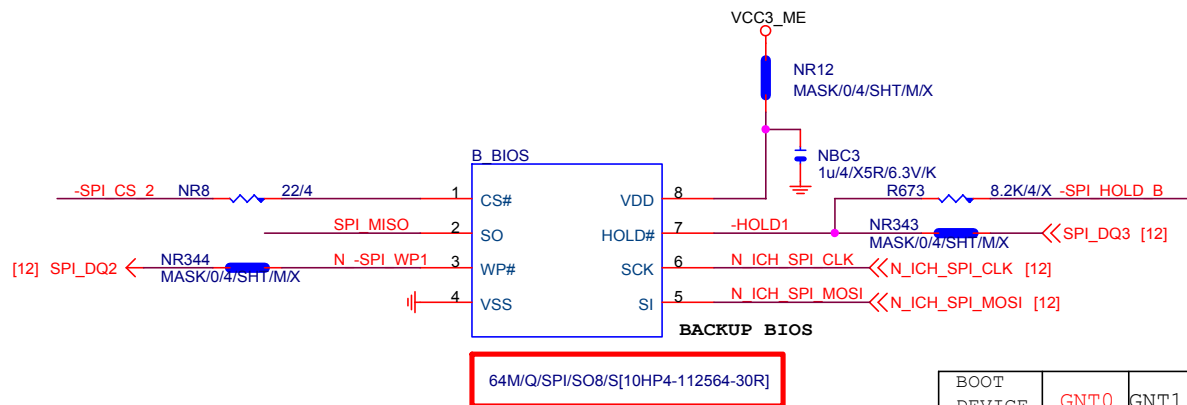 VCC3_ME
NR12
MASK/0/4/SHT/M/X
NBC3
1u/4/X5R/6.3V/K
B_BIOS
-SPI_CS_2 NR8 22/4 1 CS# VDD 8
R673 8.2K/4/X -SPI_HOLD_B
SPI_MISO 2 SO HOLD# 7 -HOLD1 NR343
MASK/0/4/SHT/M/X
SPI_DQ3 [12]
[12] SPI_DQ2 NR344 N_-SPI_WP1 3 WP# SCK 6 N_ICH_SPI_CLK N_ICH_SPI_CLK [12]
MASK/0/4/SHT/M/X
4 VSS SI 5 N_ICH_SPI_MOSI N_ICH_SPI_MOSI [12]
BACKUP BIOS
64M/Q/SPI/SO8/S[10HP4-112564-30R]
BOOT
DEVICE GNT0 GNT1